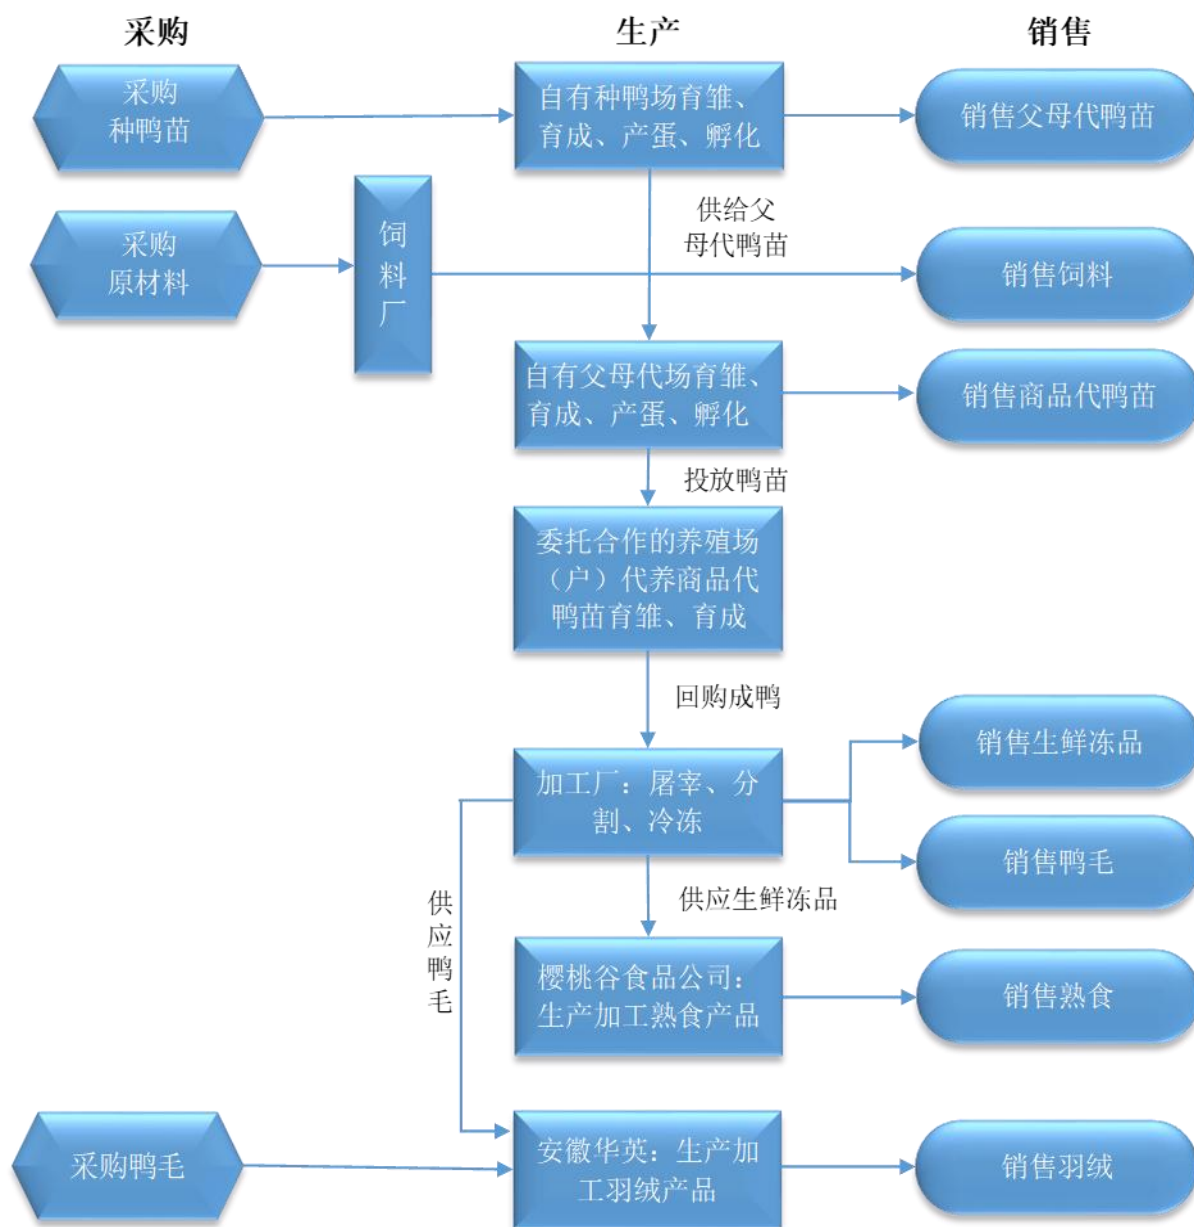 采购
生产
销售
采购
种鸭苗
自有种鸭场育雏、
育成、产蛋、孵化
销售父母代鸭苗
供给父
母代鸭苗
采购
原材料
饲
料
厂
销售饲料
自有父母代场育雏、
育成、产蛋、孵化
销售商品代鸭苗
投放鸭苗
委托合作的养殖场
（户）代养商品代
鸭苗育雏、育成
回购成鸭
加工厂：屠宰、分
割、冷冻
销售生鲜冻品
销售鸭毛
供
应
鸭
毛
供应生鲜冻品
樱桃谷食品公司：
生产加工熟食产品
销售熟食
采购鸭毛
安徽华英：生产加
工羽绒产品
销售羽绒